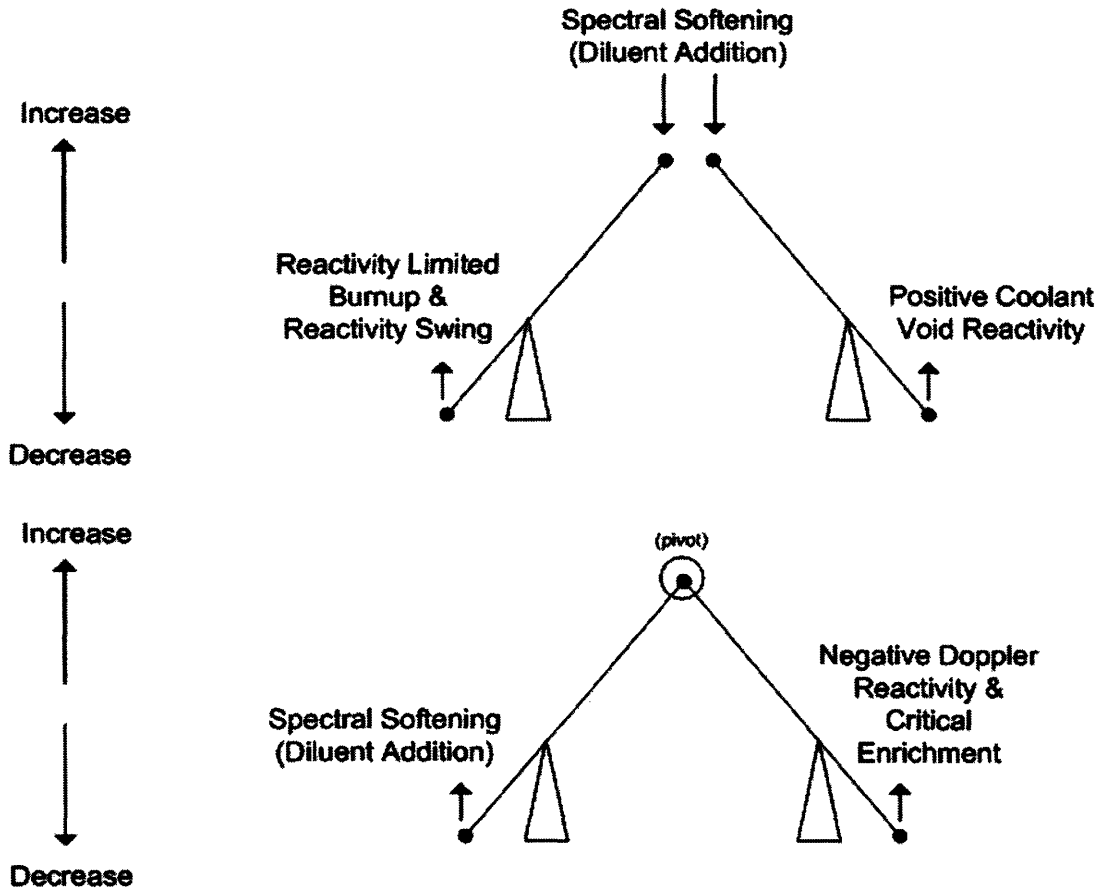 Spectral Softening
(Diluent Addition)
Increase
Reactivity Limited
Burnup &
Reactivity Swing
Positive Coolant
Void Reactivity
Decrease
Increase
(pivot)
Negative Doppler
Reactivity &
Critical
Enrichment
Spectral Softening
(Diluent Addition)
Decrease